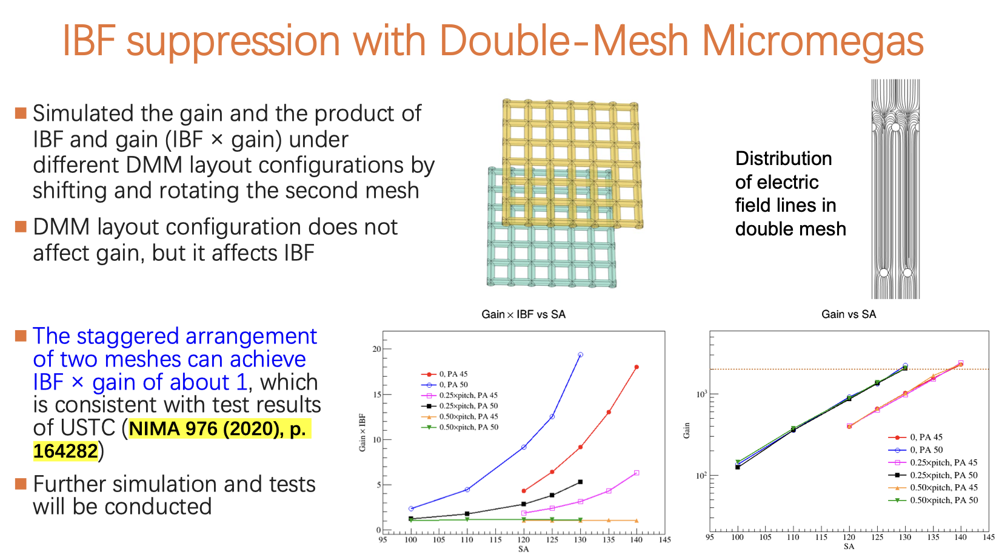 IBF suppression with Double-Mesh Micromegas
Simulated the gain and the product of
IBF and gain (IBF × gain) under
different DMM layout configurations by
shifting and rotating the second mesh
DMM layout configuration does not
affect gain, but it affects IBF
The staggered arrangement
of two meshes can achieve
IBF × gain of about 1, which
is consistent with test results
of USTC (NIMA 976 (2020), p.
164282)
Further simulation and tests
will be conducted
Distribution
of electric
field lines in
double mesh
Gain × IBF vs SA
Gain × IBF
20
15
10
5
0
0, PA 45
0, PA 50
0.25×pitch, PA 45
0.25×pitch, PA 50
0.50×pitch, PA 45
0.50×pitch, PA 50
95 100 105 110 115 120 125 130 135 140 145
SA
Gain vs SA
Gain
10³
10²
0, PA 45
0, PA 50
0.25×pitch, PA 45
0.25×pitch, PA 50
0.50×pitch, PA 45
0.50×pitch, PA 50
95 100 105 110 115 120 125 130 135 140 145
SA